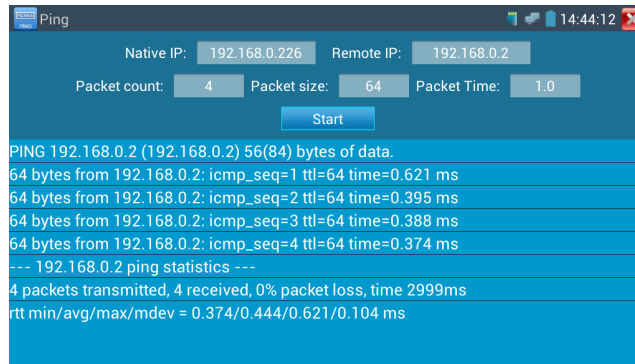 Ping 14:44:12
Native IP: 192.168.0.226 Remote IP: 192.168.0.2
Packet count: 4 Packet size: 64 Packet Time: 1.0
Start
PING 192.168.0.2 (192.168.0.2) 56(84) bytes of data.
64 bytes from 192.168.0.2: icmp_seq=1 ttl=64 time=0.621 ms
64 bytes from 192.168.0.2: icmp_seq=2 ttl=64 time=0.395 ms
64 bytes from 192.168.0.2: icmp_seq=3 ttl=64 time=0.388 ms
64 bytes from 192.168.0.2: icmp_seq=4 ttl=64 time=0.374 ms
--- 192.168.0.2 ping statistics ---
4 packets transmitted, 4 received, 0% packet loss, time 2999ms
rtt min/avg/max/mdev = 0.374/0.444/0.621/0.104 ms